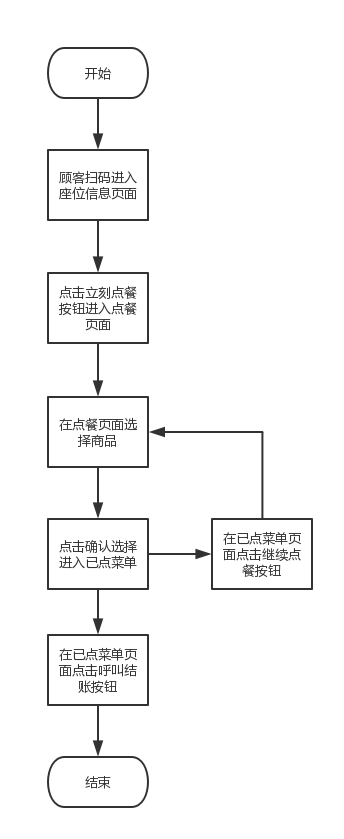 开始
顾客扫码进入
座位信息页面
点击立刻点餐
按钮进入点餐
页面
在点餐页面选
择商品
点击确认选择
进入已点菜单
在已点菜单页
面点击继续点
餐按钮
在已点菜单页
面点击呼叫结
账按钮
结束